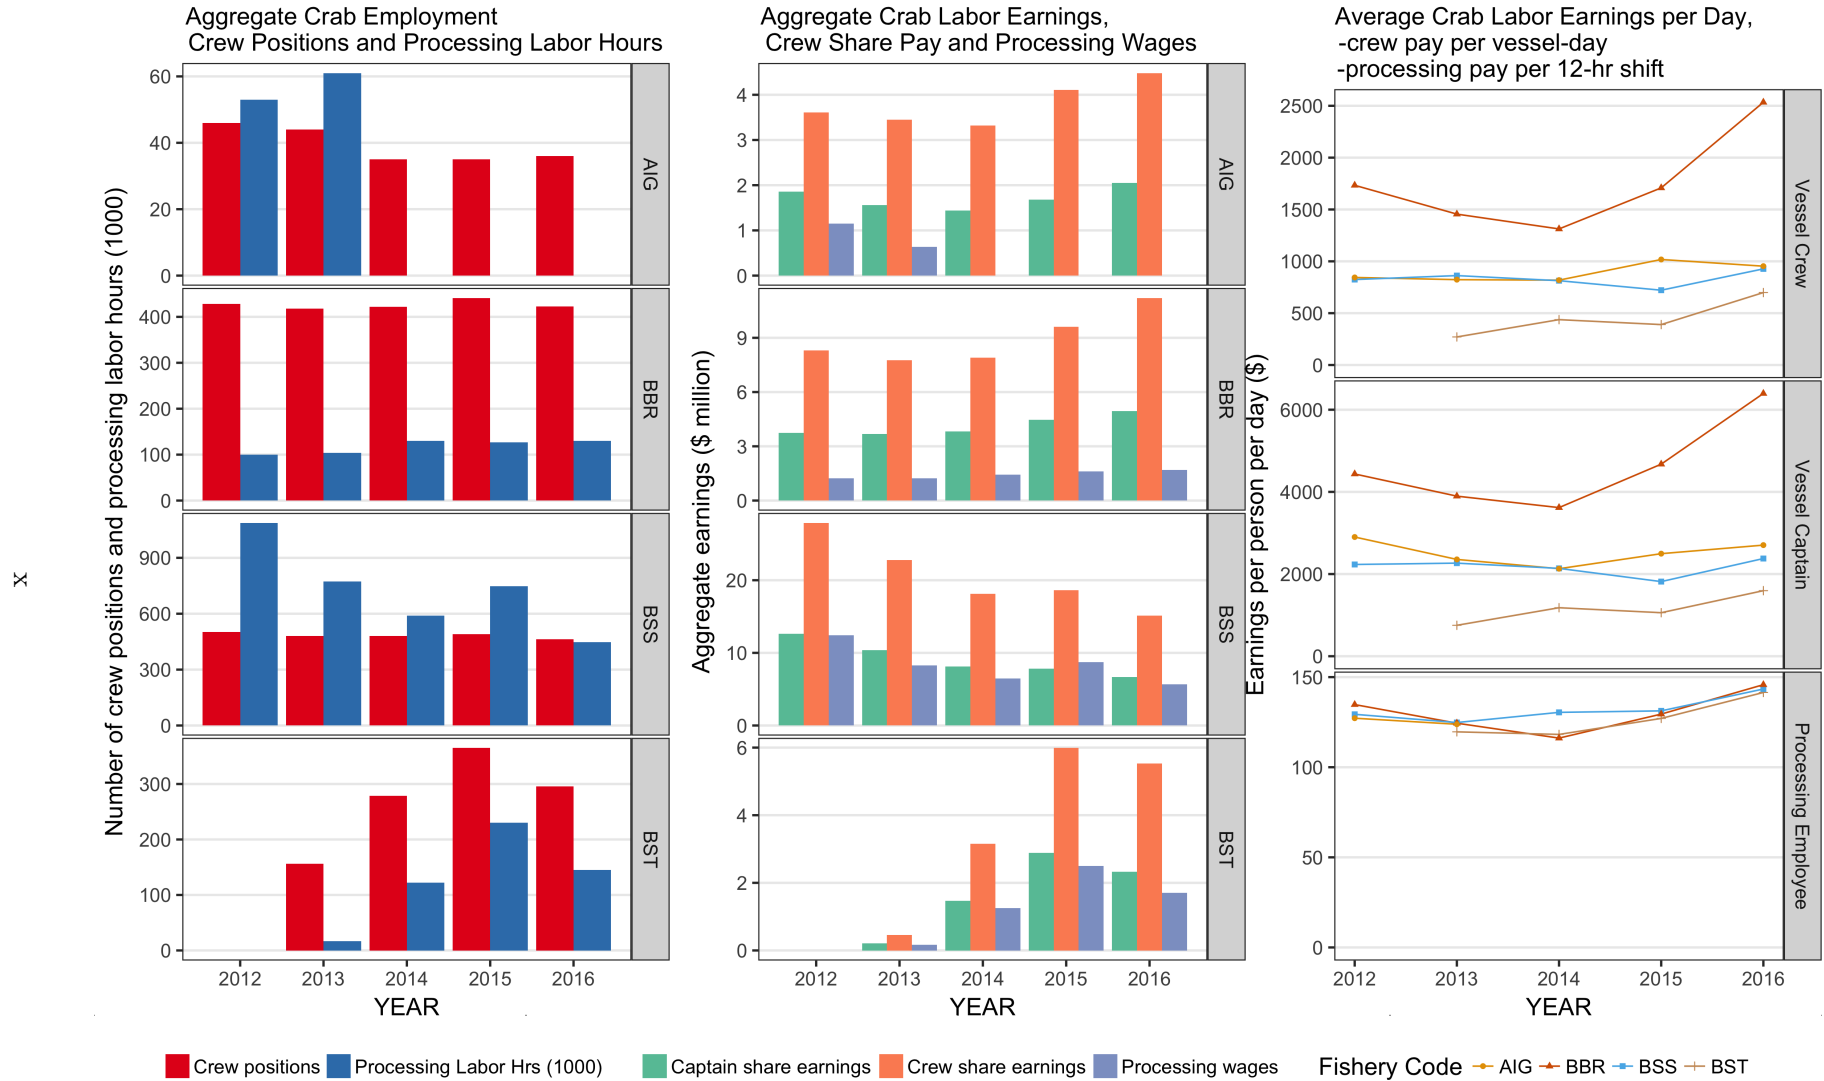 Aggregate Crab Employment
Crew Positions and Processing Labor Hours
Number of crew positions and processing labor hours (1000)
60
40
20
0
AIG
400
300
200
100
0
BBR
900
600
300
0
BSS
300
200
100
0
BST
2012 2013 2014 2015 2016
YEAR
Crew positions Processing Labor Hrs (1000)
Aggregate Crab Labor Earnings,
Crew Share Pay and Processing Wages
Aggregate earnings ($ million)
4
3
2
1
0
AIG
9
6
3
0
BBR
20
10
0
BSS
6
4
2
0
BST
2012 2013 2014 2015 2016
YEAR
Captain share earnings Crew share earnings Processing wages
Average Crab Labor Earnings per Day,
-crew pay per vessel-day
-processing pay per 12-hr shift
Earnings per person per day ($)
2500
2000
1500
1000
500
0
Vessel Crew
6000
4000
2000
0
Vessel Captain
150
100
50
0
Processing Employee
2012 2013 2014 2015 2016
YEAR
Fishery Code AIG BBR BSS BST
x